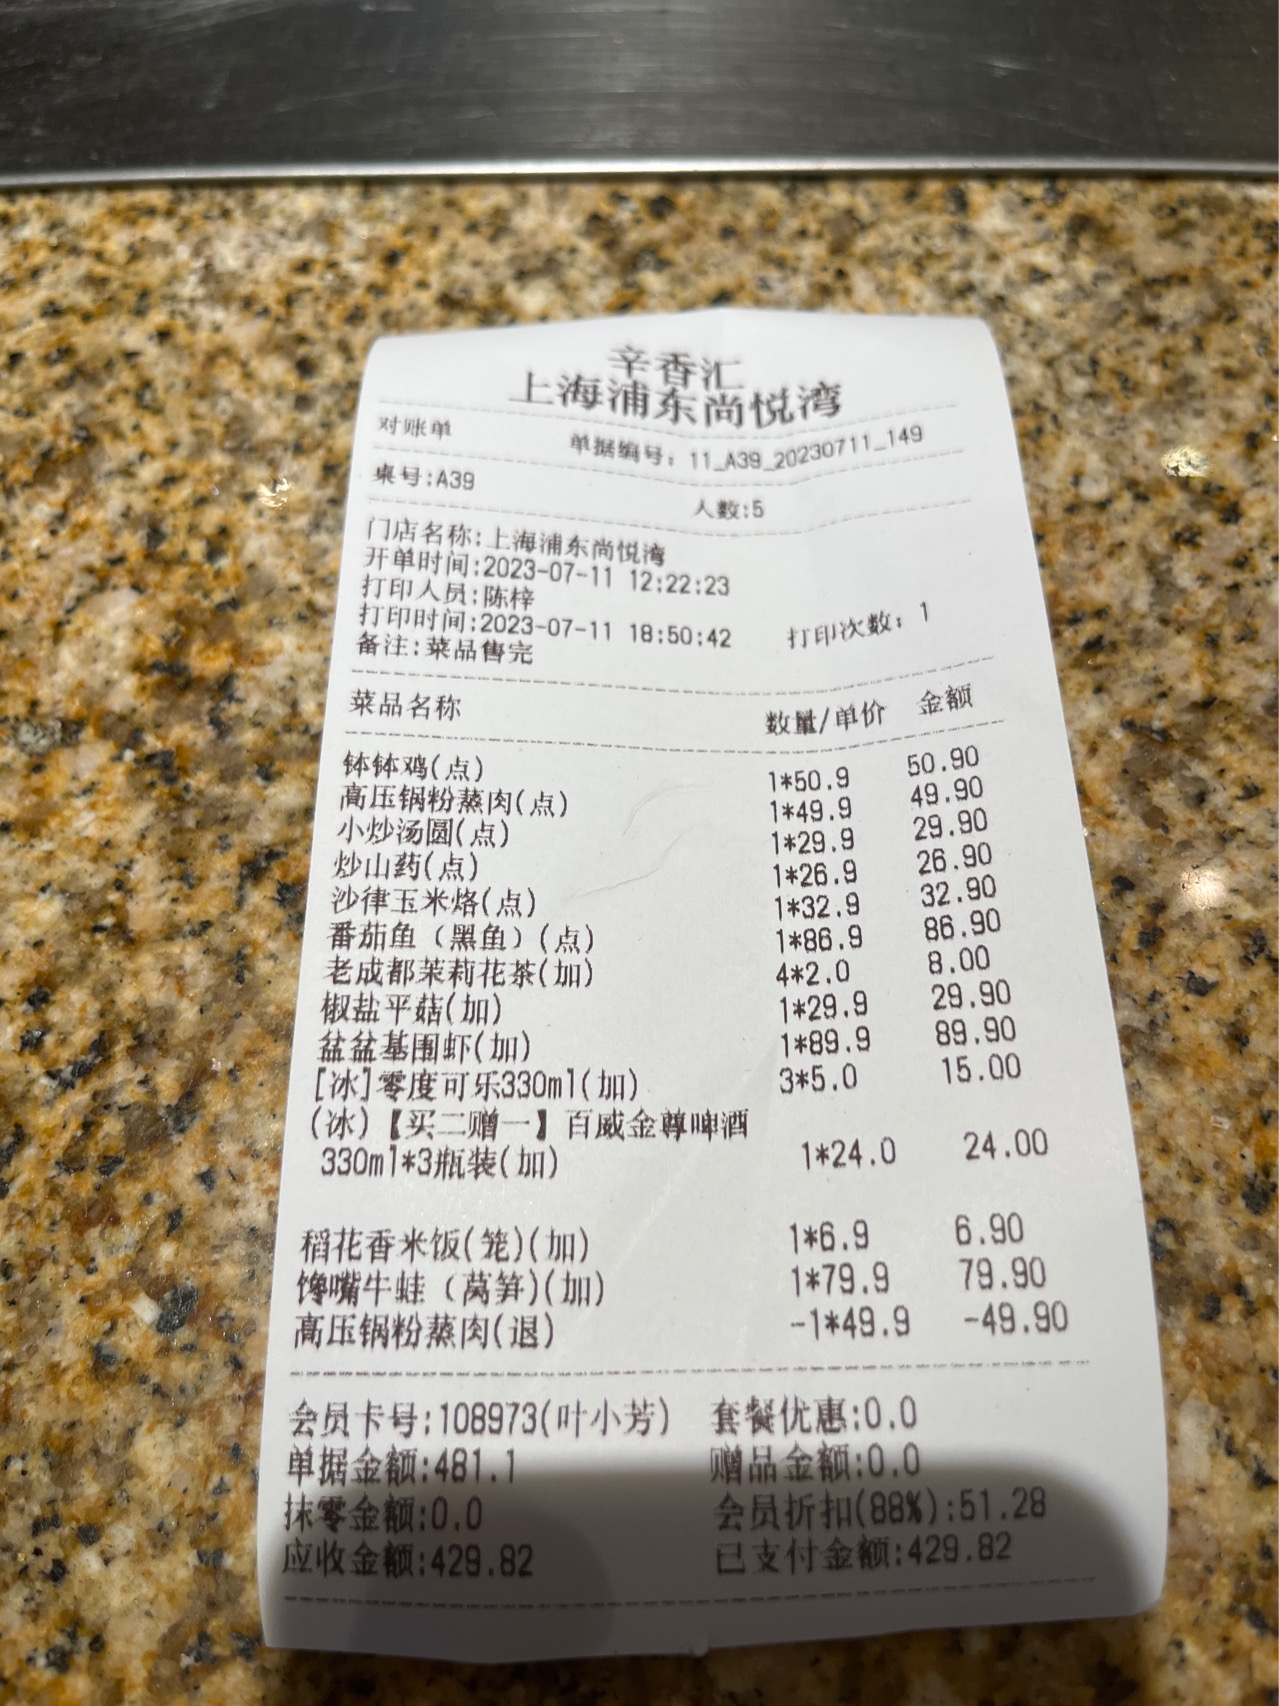 辛香汇
上海浦东尚悦湾
对账单 单据编号：11_A39_20230711_149
桌号:A39 人数:5
门店名称:上海浦东尚悦湾
开单时间:2023-07-11 12:22:23
打印人员:陈梓
打印时间:2023-07-11 18:50:42 打印次数：1
备注:菜品售完
菜品名称 数量/单价 金额
钵钵鸡(点) 1*50.9 50.90
高压锅粉蒸肉(点) 1*49.9 49.90
小炒汤圆(点) 1*29.9 29.90
炒山药(点) 1*26.9 26.90
沙律玉米烙(点) 1*32.9 32.90
番茄鱼（黑鱼）(点) 1*86.9 86.90
老成都茉莉花茶(加) 4*2.0 8.00
椒盐平菇(加) 1*29.9 29.90
盆盆基围虾(加) 1*89.9 89.90
[冰]零度可乐330ml(加) 3*5.0 15.00
(冰)【买二赠一】百威金尊啤酒
330ml*3瓶装(加) 1*24.0 24.00
稻花香米饭(笼)(加) 1*6.9 6.90
馋嘴牛蛙（莴笋)(加) 1*79.9 79.90
高压锅粉蒸肉(退) -1*49.9 -49.90
会员卡号:108973(叶小芳) 套餐优惠:0.0
单据金额:481.1 赠品金额:0.0
抹零金额:0.0 会员折扣(88%):51.28
应收金额:429.82 已支付金额:429.82